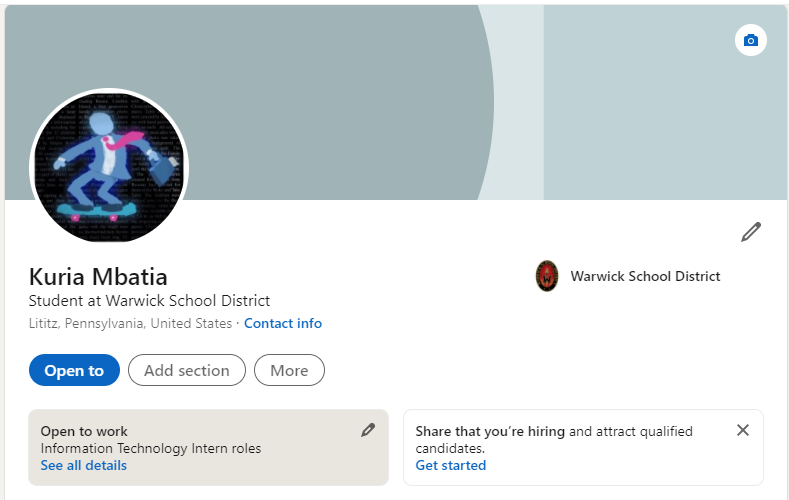 Kuria Mbatia
Warwick School District
Student at Warwick School District
Lititz, Pennsylvania, United States · Contact info
Open to
Add section
More
Open to work
Information Technology Intern roles
See all details
Share that you’re hiring and attract qualified
candidates.
Get started